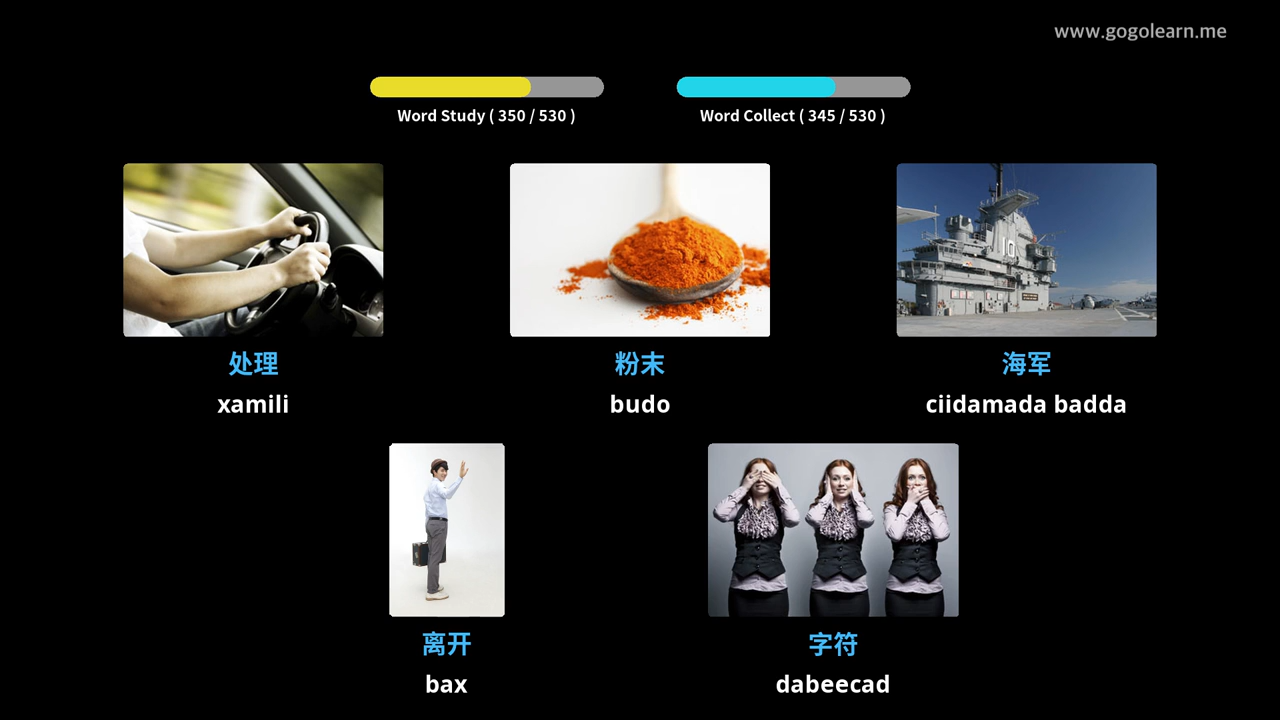 www.gogolearn.me
Word Study ( 350 / 530 )
Word Collect ( 345 / 530 )
处理
xamili
粉末
budo
海军
ciidamada badda
16
离开
bax
字符
dabeecad